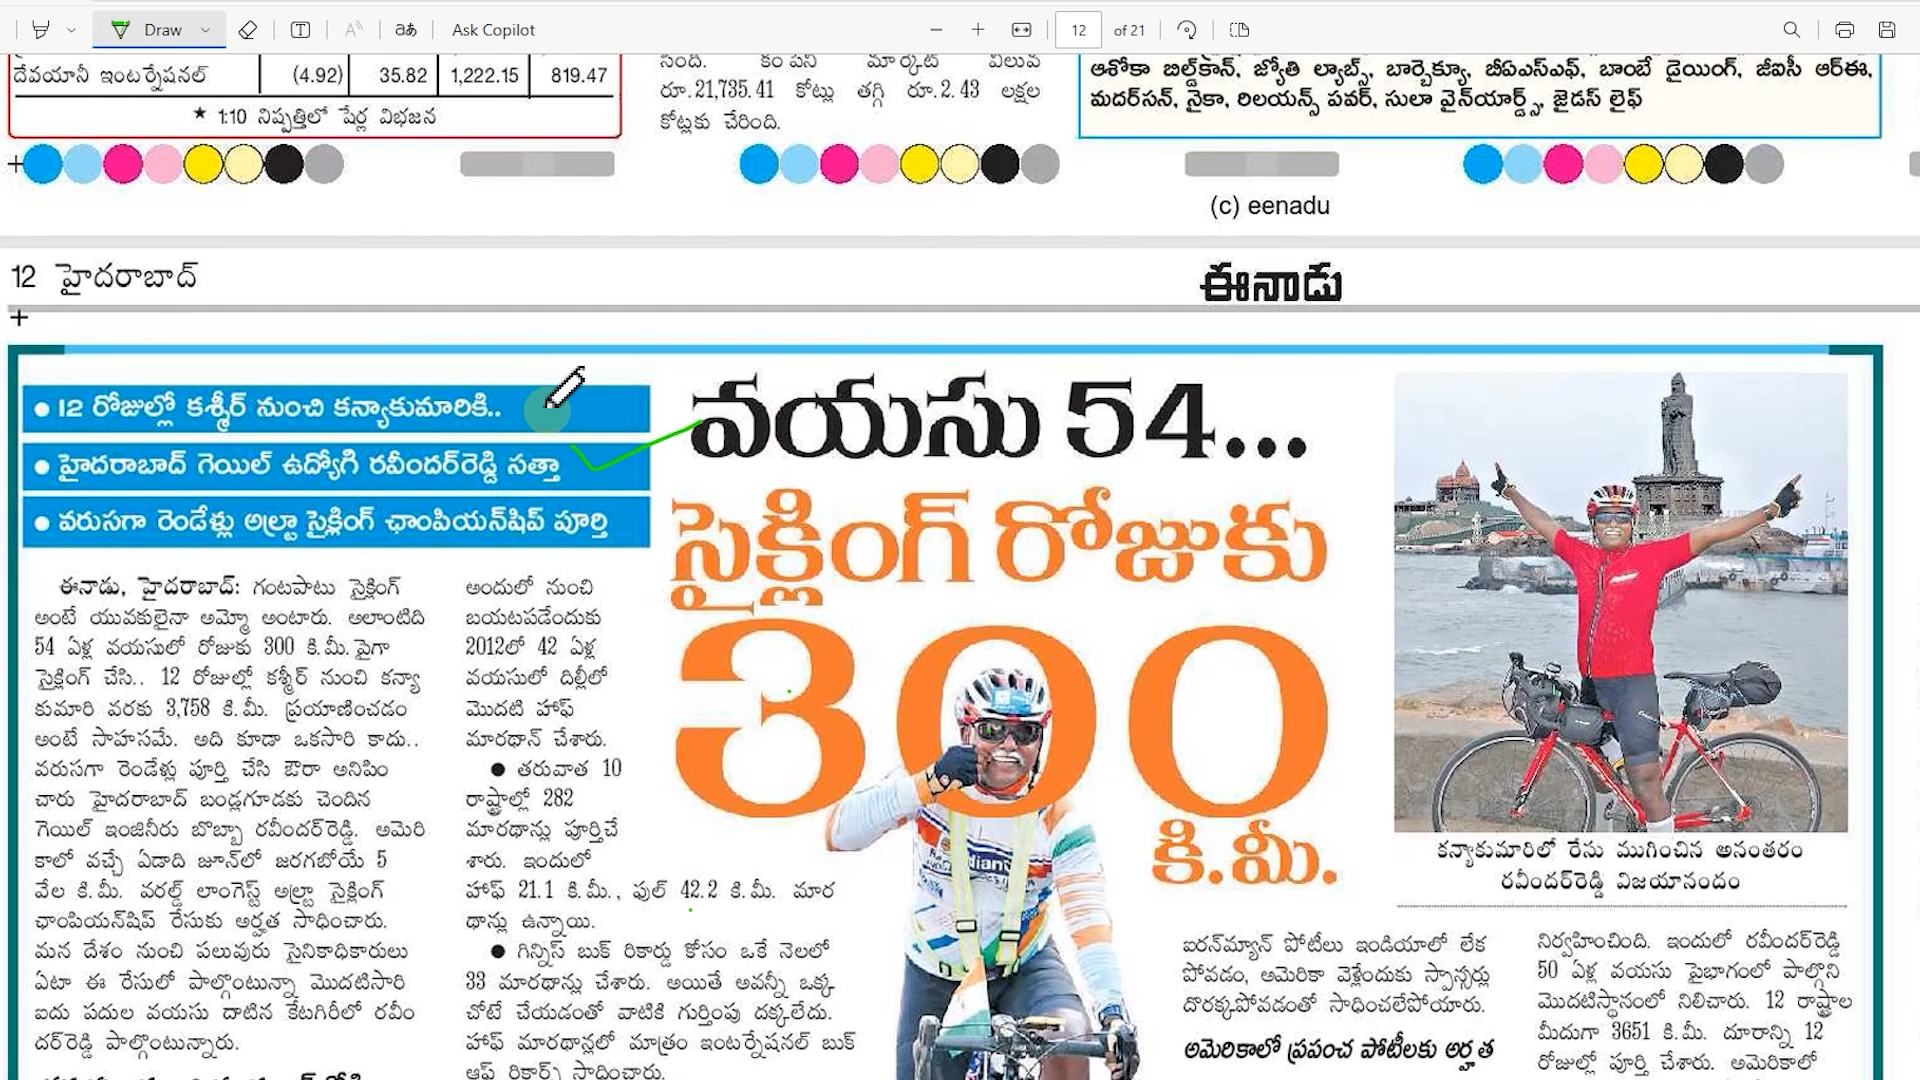 Draw
aあ
Ask Copilot
12
of 21
దేవయానీ ఇంటర్నేషనల్ (4.92) 35.82 1,222.15 819.47
★ 1:10 నిష్పత్తిలో షేర్ల విభజన
సింది. కంపెనీ మార్కెట్ విలువ
రూ.21,735.41 కోట్లు తగ్గి రూ.2.43 లక్షల
కోట్లకు చేరింది.
ఆశోకా బిల్డ్‌కాన్, జ్యోతి ల్యాబ్స్, బార్బెక్యూ, బీఏఎస్ఎఫ్, బాంబే డైయింగ్, జీఐసీ ఆర్ఈ,
మదర్‌సన్, నైకా, రిలయన్స్ పవర్, సులా వైన్‌యార్డ్స్, జైడస్ లైఫ్
(c) eenadu
12 హైదరాబాద్
ఈనాడు
● 12 రోజుల్లో కశ్మీర్ నుంచి కన్యాకుమారికి..
● హైదరాబాద్ గెయిల్ ఉద్యోగి రవీందర్‌రెడ్డి సత్తా
● వరుసగా రెండేళ్లు అల్ట్రా సైక్లింగ్ ఛాంపియన్‌షిప్ పూర్తి
వయసు 54...
సైక్లింగ్ రోజుకు
300
కి.మీ.
ఈనాడు, హైదరాబాద్: గంటపాటు సైక్లింగ్
అంటే యువకులైనా అమ్మో అంటారు. అలాంటిది
54 ఏళ్ల వయసులో రోజుకు 300 కి.మీ.పైగా
సైక్లింగ్ చేసి.. 12 రోజుల్లో కశ్మీర్ నుంచి కన్యా
కుమారి వరకు 3,758 కి.మీ. ప్రయాణించడం
అంటే సాహసమే. అది కూడా ఒకసారి కాదు..
వరుసగా రెండేళ్లు పూర్తి చేసి ఔరా అనిపిం
చారు హైదరాబాద్ బండ్లగూడకు చెందిన
గెయిల్ ఇంజినీరు బొబ్బా రవీందర్‌రెడ్డి. అమెరి
కాలో వచ్చే ఏడాది జూన్‌లో జరగబోయే 5
వేల కి.మీ. వరల్డ్ లాంగెస్ట్ అల్ట్రా సైక్లింగ్
ఛాంపియన్‌షిప్ రేసుకు అర్హత సాధించారు.
మన దేశం నుంచి పలువురు సైనికాధికారులు
ఏటా ఈ రేసులో పాల్గొంటున్నా మొదటిసారి
ఐదు పదుల వయసు దాటిన కేటగిరీలో రవీం
దర్‌రెడ్డి పాల్గొంటున్నారు.
అందులో నుంచి
బయటపడేందుకు
2012లో 42 ఏళ్ల
వయసులో దిల్లీలో
మొదటి హాఫ్
మారథాన్ చేశారు.
● తరువాత 10
రాష్ట్రాల్లో 282
మారథాన్లు పూర్తిచే
శారు. ఇందులో
హాఫ్ 21.1 కి.మీ., ఫుల్ 42.2 కి.మీ. మార
థాన్లు ఉన్నాయి.
● గిన్నిస్ బుక్ రికార్డు కోసం ఒకే నెలలో
33 మారథాన్లు చేశారు. అయితే అవన్నీ ఒక్క
చోటే చేయడంతో వాటికి గుర్తింపు దక్కలేదు.
హాఫ్ మారథాన్లలో మాత్రం ఇంటర్నేషనల్ బుక్
ఆఫ్ రికార్డ్స్ సాధించారు.
కన్యాకుమారిలో రేసు ముగించిన అనంతరం
రవీందర్‌రెడ్డి విజయానందం
ఐరన్‌మ్యాన్ పోటీలు ఇండియాలో లేక
పోవడం, అమెరికా వెళ్లేందుకు స్పాన్సర్లు
దొరక్కపోవడంతో సాధించలేపోయారు.
అమెరికాలో ప్రపంచ పోటీలకు అర్హత
నిర్వహించింది. ఇందులో రవీందర్‌రెడ్డి
50 ఏళ్ల వయసు పైభాగంలో పాల్గొని
మొదటిస్థానంలో నిలిచారు. 12 రాష్ట్రాల
మీదుగా 3651 కి.మీ. దూరాన్ని 12
రోజుల్లో పూర్తి చేశారు. అమెరికాలో